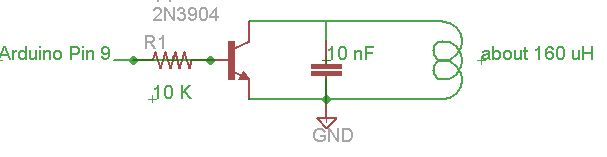 2N3904
R1
Arduino Pin 9
10 nF
about 160 uH
10 K
GND